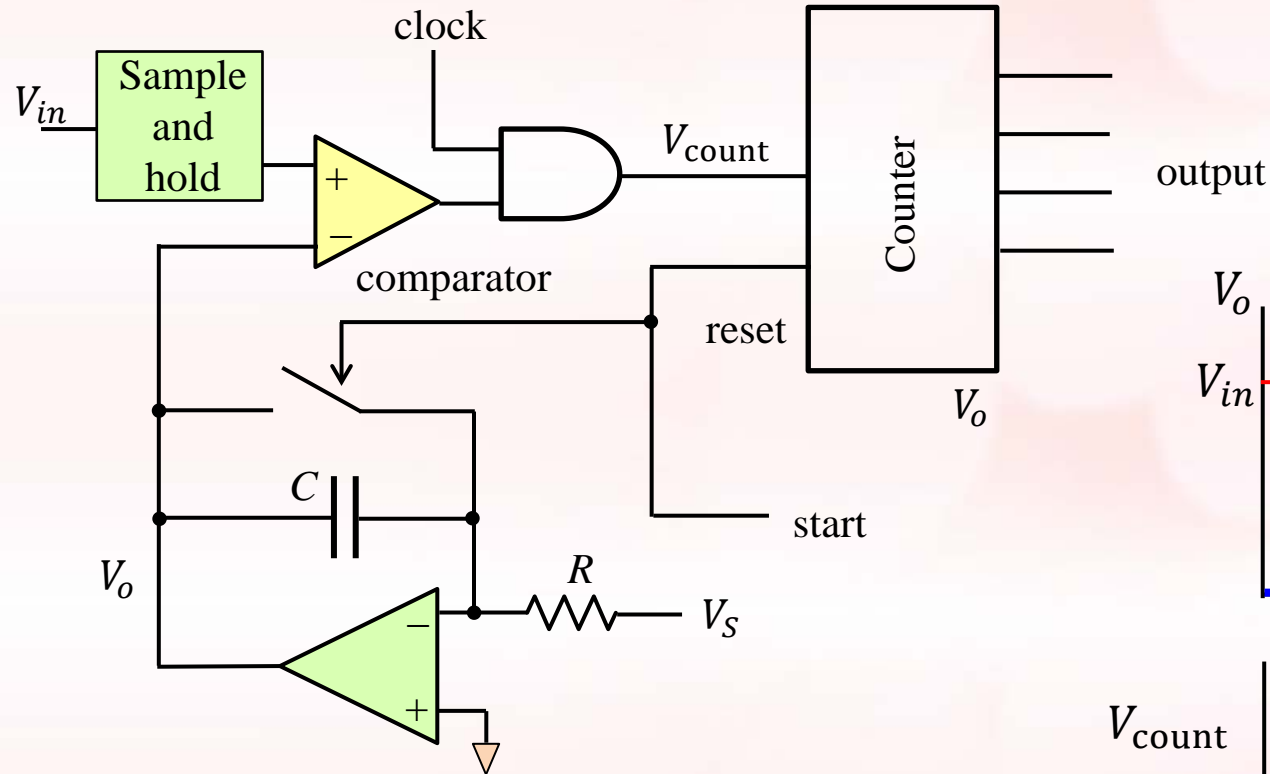 clock
Sample
and
hold
V_in
+
−
V_count
Counter
output
comparator
reset
V_o
V_o
V_in
C
start
V_o
R
V_S
−
+
V_count